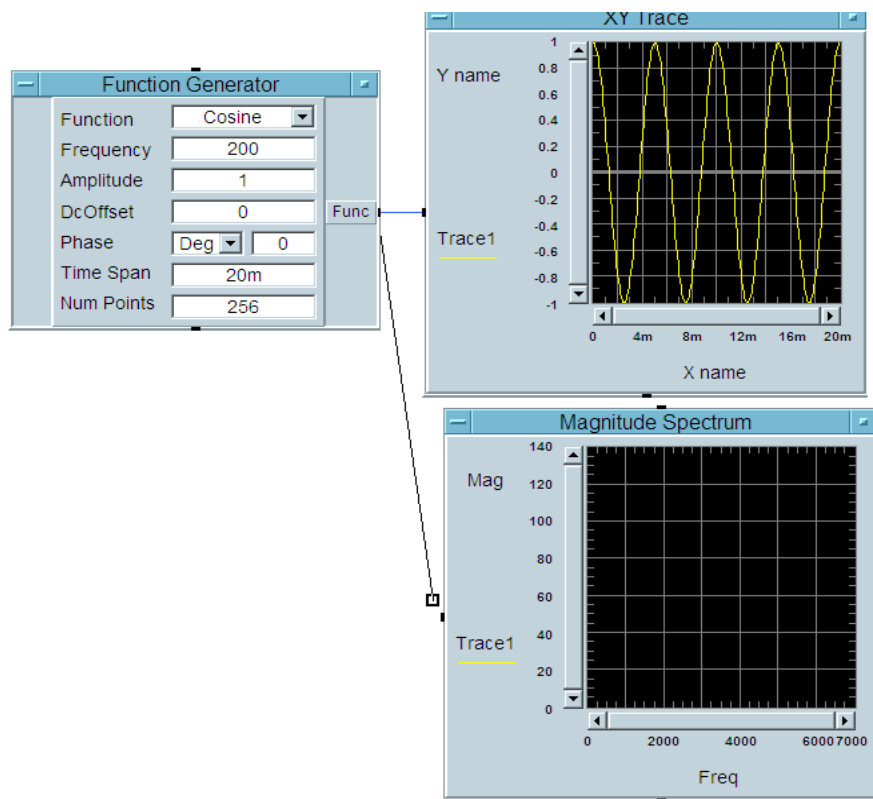 XY Trace
Y name
Trace1
1
0.8
0.6
0.4
0.2
0
-0.2
-0.4
-0.6
-0.8
-1
0 4m 8m 12m 16m 20m
X name
Function Generator
Function Cosine
Frequency 200
Amplitude 1
DcOffset 0
Phase Deg 0
Time Span 20m
Num Points 256
Func
Magnitude Spectrum
Mag
Trace1
140
120
100
80
60
40
20
0
0 2000 4000 6000 7000
Freq